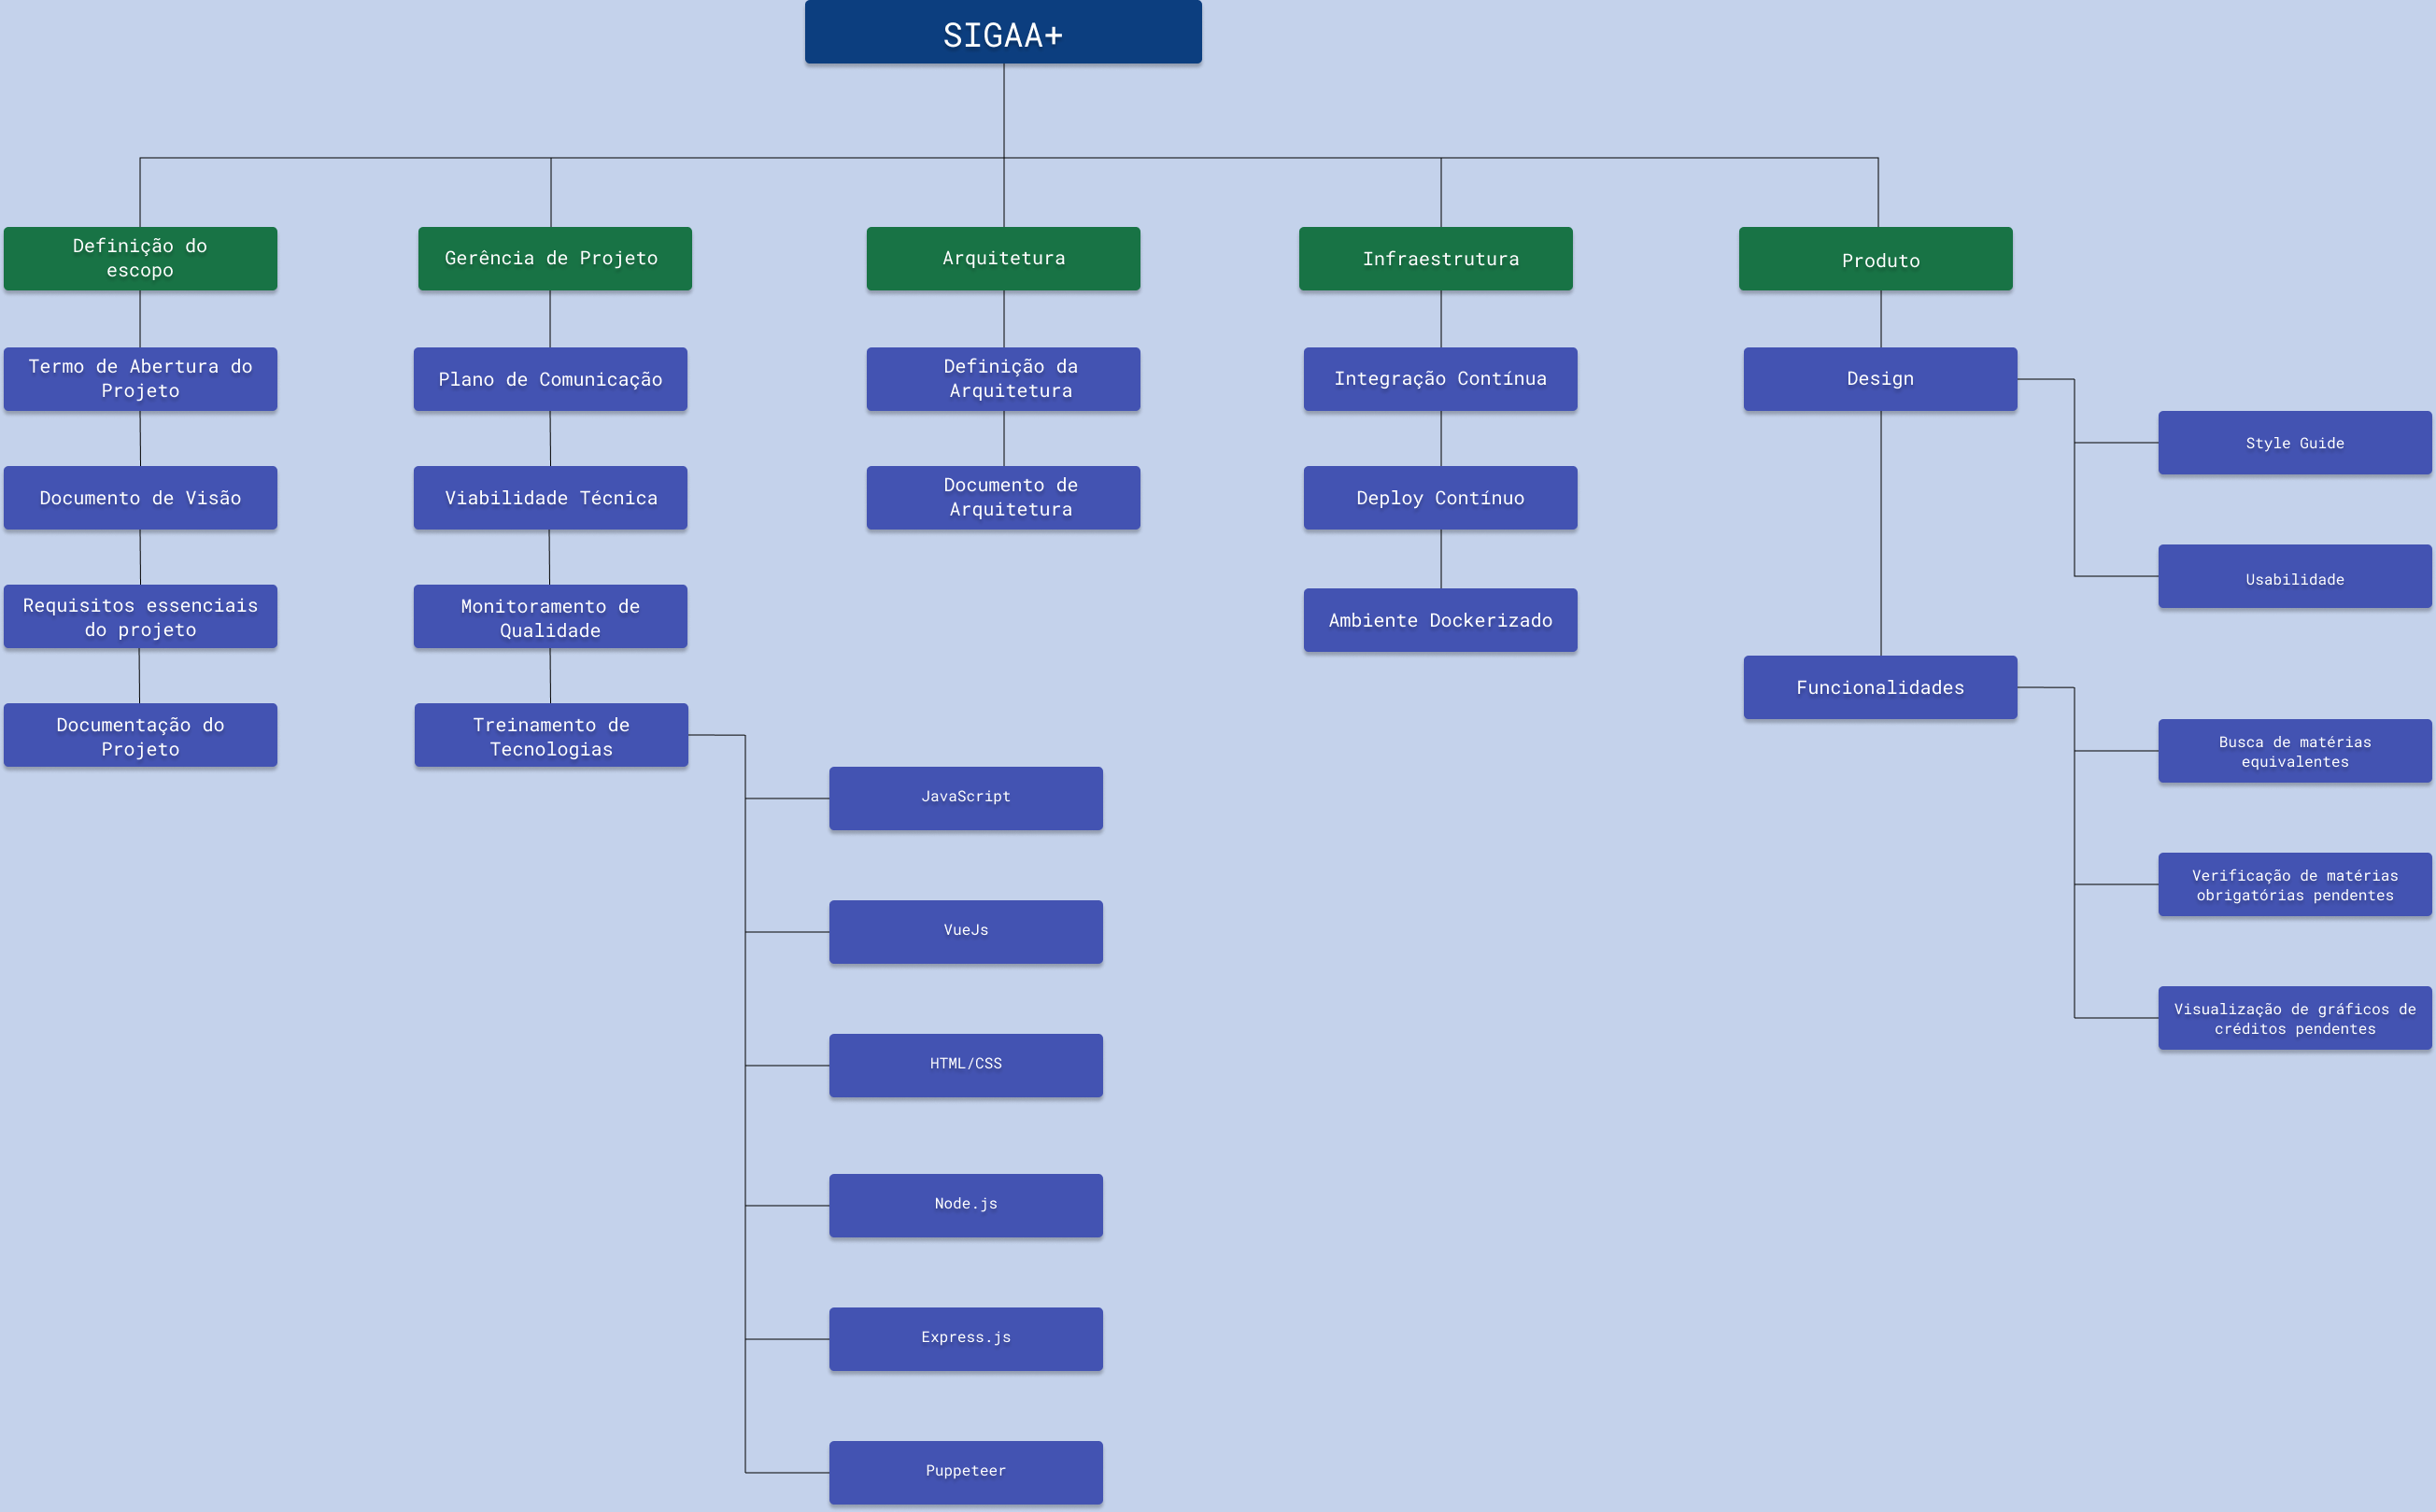 SIGAA+
Definição do
escopo
Gerência de Projeto
Arquitetura
Infraestrutura
Produto
Termo de Abertura do
Projeto
Plano de Comunicação
Definição da
Arquitetura
Integração Contínua
Design
Style Guide
Documento de Visão
Viabilidade Técnica
Documento de
Arquitetura
Deploy Contínuo
Usabilidade
Requisitos essenciais
do projeto
Monitoramento de
Qualidade
Ambiente Dockerizado
Funcionalidades
Documentação do
Projeto
Treinamento de
Tecnologias
Busca de matérias
equivalentes
JavaScript
Verificação de matérias
obrigatórias pendentes
VueJs
Visualização de gráficos de
créditos pendentes
HTML/CSS
Node.js
Express.js
Puppeteer